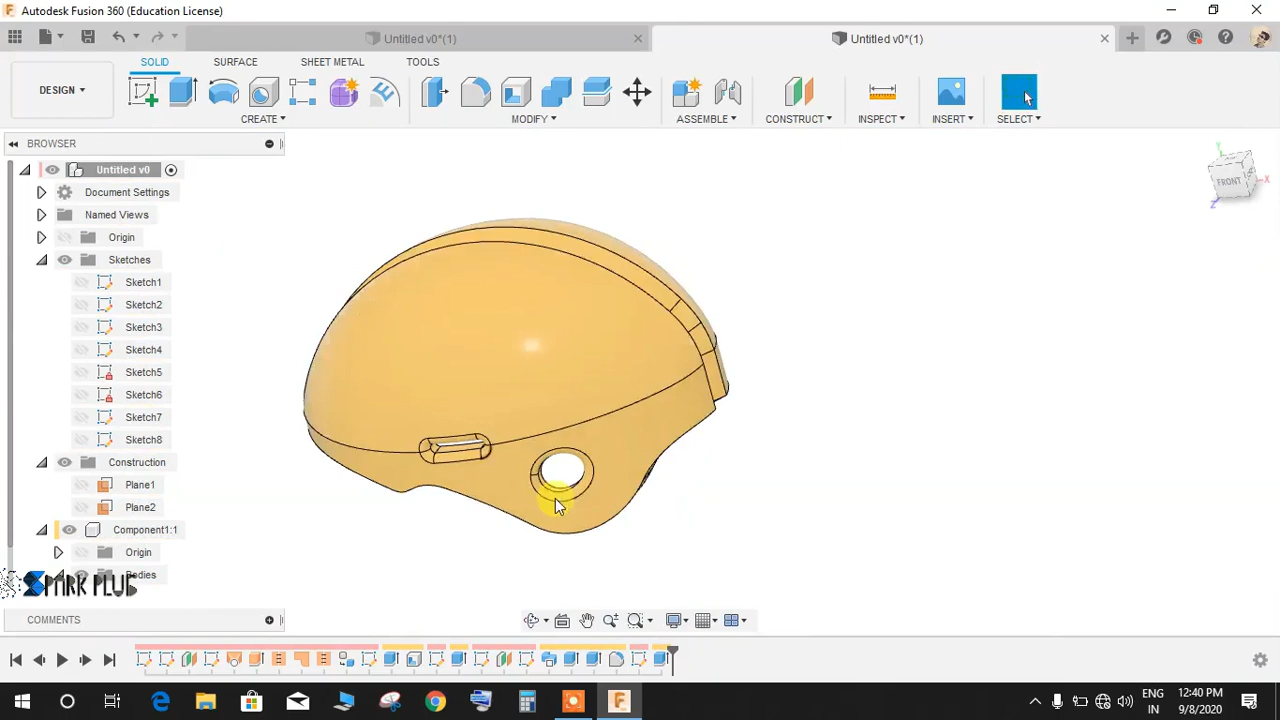 Autodesk Fusion 360 (Education License)
Untitled v0*(1)
Untitled v0*(1)
SOLID
SURFACE
SHEET METAL
TOOLS
DESIGN
CREATE
MODIFY
ASSEMBLE
CONSTRUCT
INSPECT
INSERT
SELECT
BROWSER
Untitled v0
Document Settings
Named Views
Origin
Sketches
Sketch1
Sketch2
Sketch3
Sketch4
Sketch5
Sketch6
Sketch7
Sketch8
Construction
Plane1
Plane2
Component1:1
Origin
Bodies
SPARK PLUG
COMMENTS
Y
FRONT
X
Z
ENG
IN
12:40 PM
9/8/2020